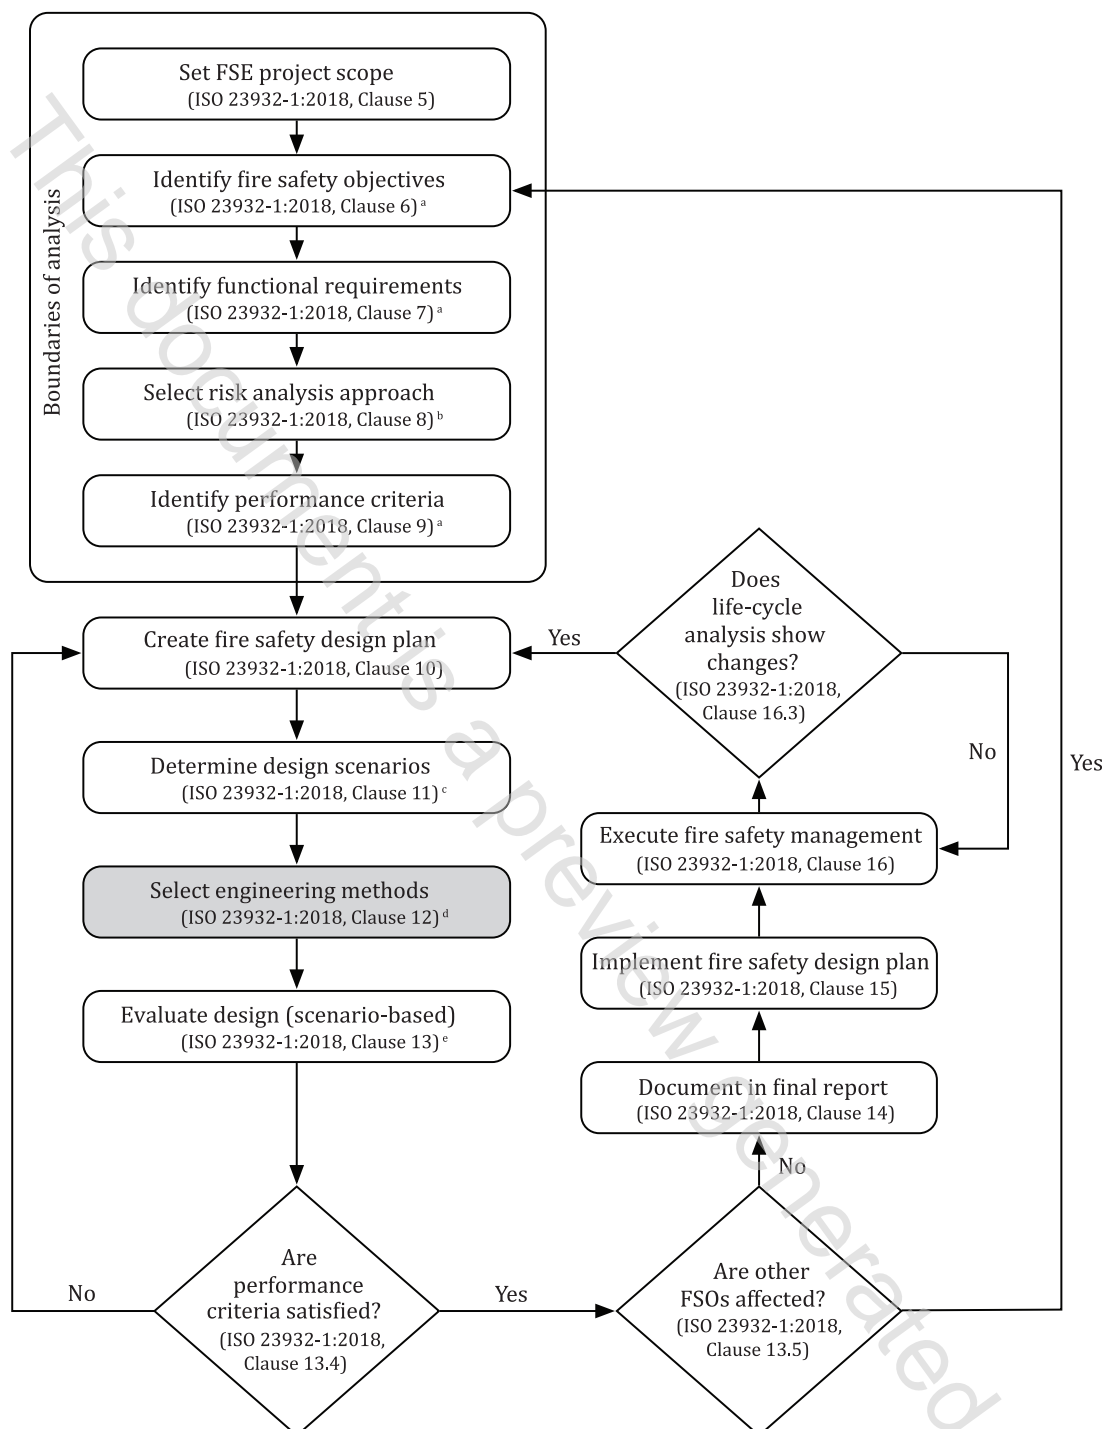 Boundaries of analysis
Set FSE project scope
(ISO 23932-1:2018, Clause 5)
Identify fire safety objectives
(ISO 23932-1:2018, Clause 6) a
Identify functional requirements
(ISO 23932-1:2018, Clause 7) a
Select risk analysis approach
(ISO 23932-1:2018, Clause 8) b
Identify performance criteria
(ISO 23932-1:2018, Clause 9) a
Create fire safety design plan
(ISO 23932-1:2018, Clause 10)
Determine design scenarios
(ISO 23932-1:2018, Clause 11) c
Select engineering methods
(ISO 23932-1:2018, Clause 12) d
Evaluate design (scenario-based)
(ISO 23932-1:2018, Clause 13) e
Are
performance
criteria satisfied?
(ISO 23932-1:2018,
Clause 13.4)
No
Yes
Are other
FSOs affected?
(ISO 23932-1:2018,
Clause 13.5)
No
Yes
Document in final report
(ISO 23932-1:2018, Clause 14)
Implement fire safety design plan
(ISO 23932-1:2018, Clause 15)
Execute fire safety management
(ISO 23932-1:2018, Clause 16)
Does
life-cycle
analysis show
changes?
(ISO 23932-1:2018,
Clause 16.3)
Yes
No
This document is a preview generated